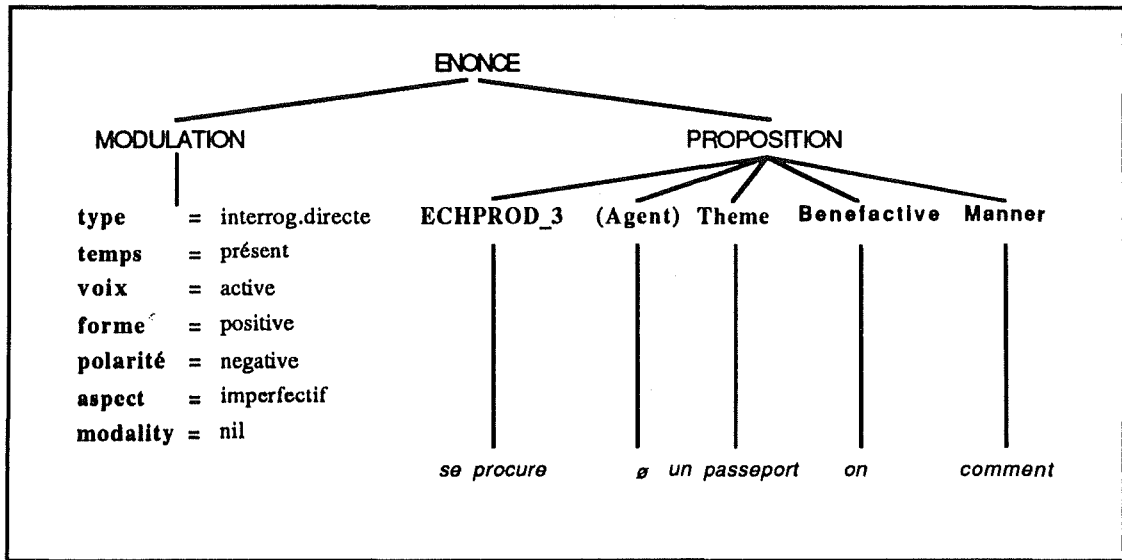 ENONCE
MODULATION PROPOSITION
type = interrog.directe ECHPROD_3 (Agent) Theme Benefactive Manner
temps = présent
voix = active
forme = positive
polarité = negative
aspect = imperfectif
modality = nil
se procure ø un passeport on comment